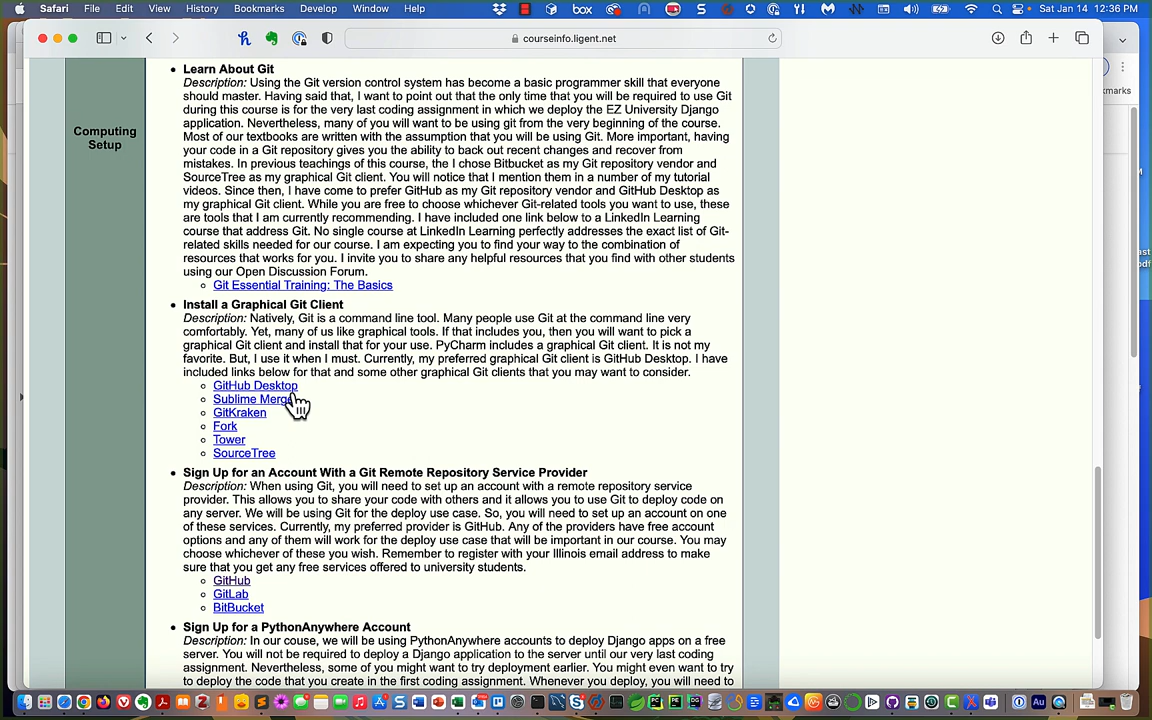 Safari File Edit View History Bookmarks Develop Window Help box Sat Jan 14 12:36 PM
courseinfo.ligent.net
Learn About Git
Description: Using the Git version control system has become a basic programmer skill that everyone
should master. Having said that, I want to point out that the only time that you will be required to use Git
during this course is for the very last coding assignment in which we deploy the EZ University Django
application. Nevertheless, many of you will want to be using git from the very beginning of the course.
Most of our textbooks are written with the assumption that you will be using Git. More important, having
your code in a Git repository gives you the ability to back out recent changes and recover from
mistakes. In previous teachings of this course, the I chose Bitbucket as my Git repository vendor and
SourceTree as my graphical Git client. You will notice that I mention them in a number of my tutorial
videos. Since then, I have come to prefer GitHub as my Git repository vendor and GitHub Desktop as
my graphical Git client. While you are free to choose whichever Git-related tools you want to use, these
are tools that I am currently recommending. I have included one link below to a LinkedIn Learning
course that address Git. No single course at LinkedIn Learning perfectly addresses the exact list of Git-
related skills needed for our course. I am expecting you to find your way to the combination of
resources that works for you. I invite you to share any helpful resources that you find with other students
using our Open Discussion Forum.
Git Essential Training: The Basics
Computing
Setup
Install a Graphical Git Client
Description: Natively, Git is a command line tool. Many people use Git at the command line very
comfortably. Yet, many of us like graphical tools. If that includes you, then you will want to pick a
graphical Git client and install that for your use. PyCharm includes a graphical Git client. It is not my
favorite. But, I use it when I must. Currently, my preferred graphical Git client is GitHub Desktop. I have
included links below for that and some other graphical Git clients that you may want to consider.
GitHub Desktop
Sublime Merge
GitKraken
Fork
Tower
SourceTree
Sign Up for an Account With a Git Remote Repository Service Provider
Description: When using Git, you will need to set up an account with a remote repository service
provider. This allows you to share your code with others and it allows you to use Git to deploy code on
any server. We will be using Git for the deploy use case. So, you will need to set up an account on one
of these services. Currently, my preferred provider is GitHub. Any of the providers have free account
options and any of them will work for the deploy use case that will be important in our course. You may
choose whichever of these you wish. Remember to register with your Illinois email address to make
sure that you get any free services offered to university students.
GitHub
GitLab
BitBucket
Sign Up for a PythonAnywhere Account
Description: In our couse, we will be using PythonAnywhere accounts to deploy Django apps on a free
server. You will not be required to deploy a Django application to the server until our very last coding
assignment. Nevertheless, some of you might want to try deployment earlier. You might even want to try
to deploy the code that you create in the first coding assignment. Whenever you deploy, you will need to